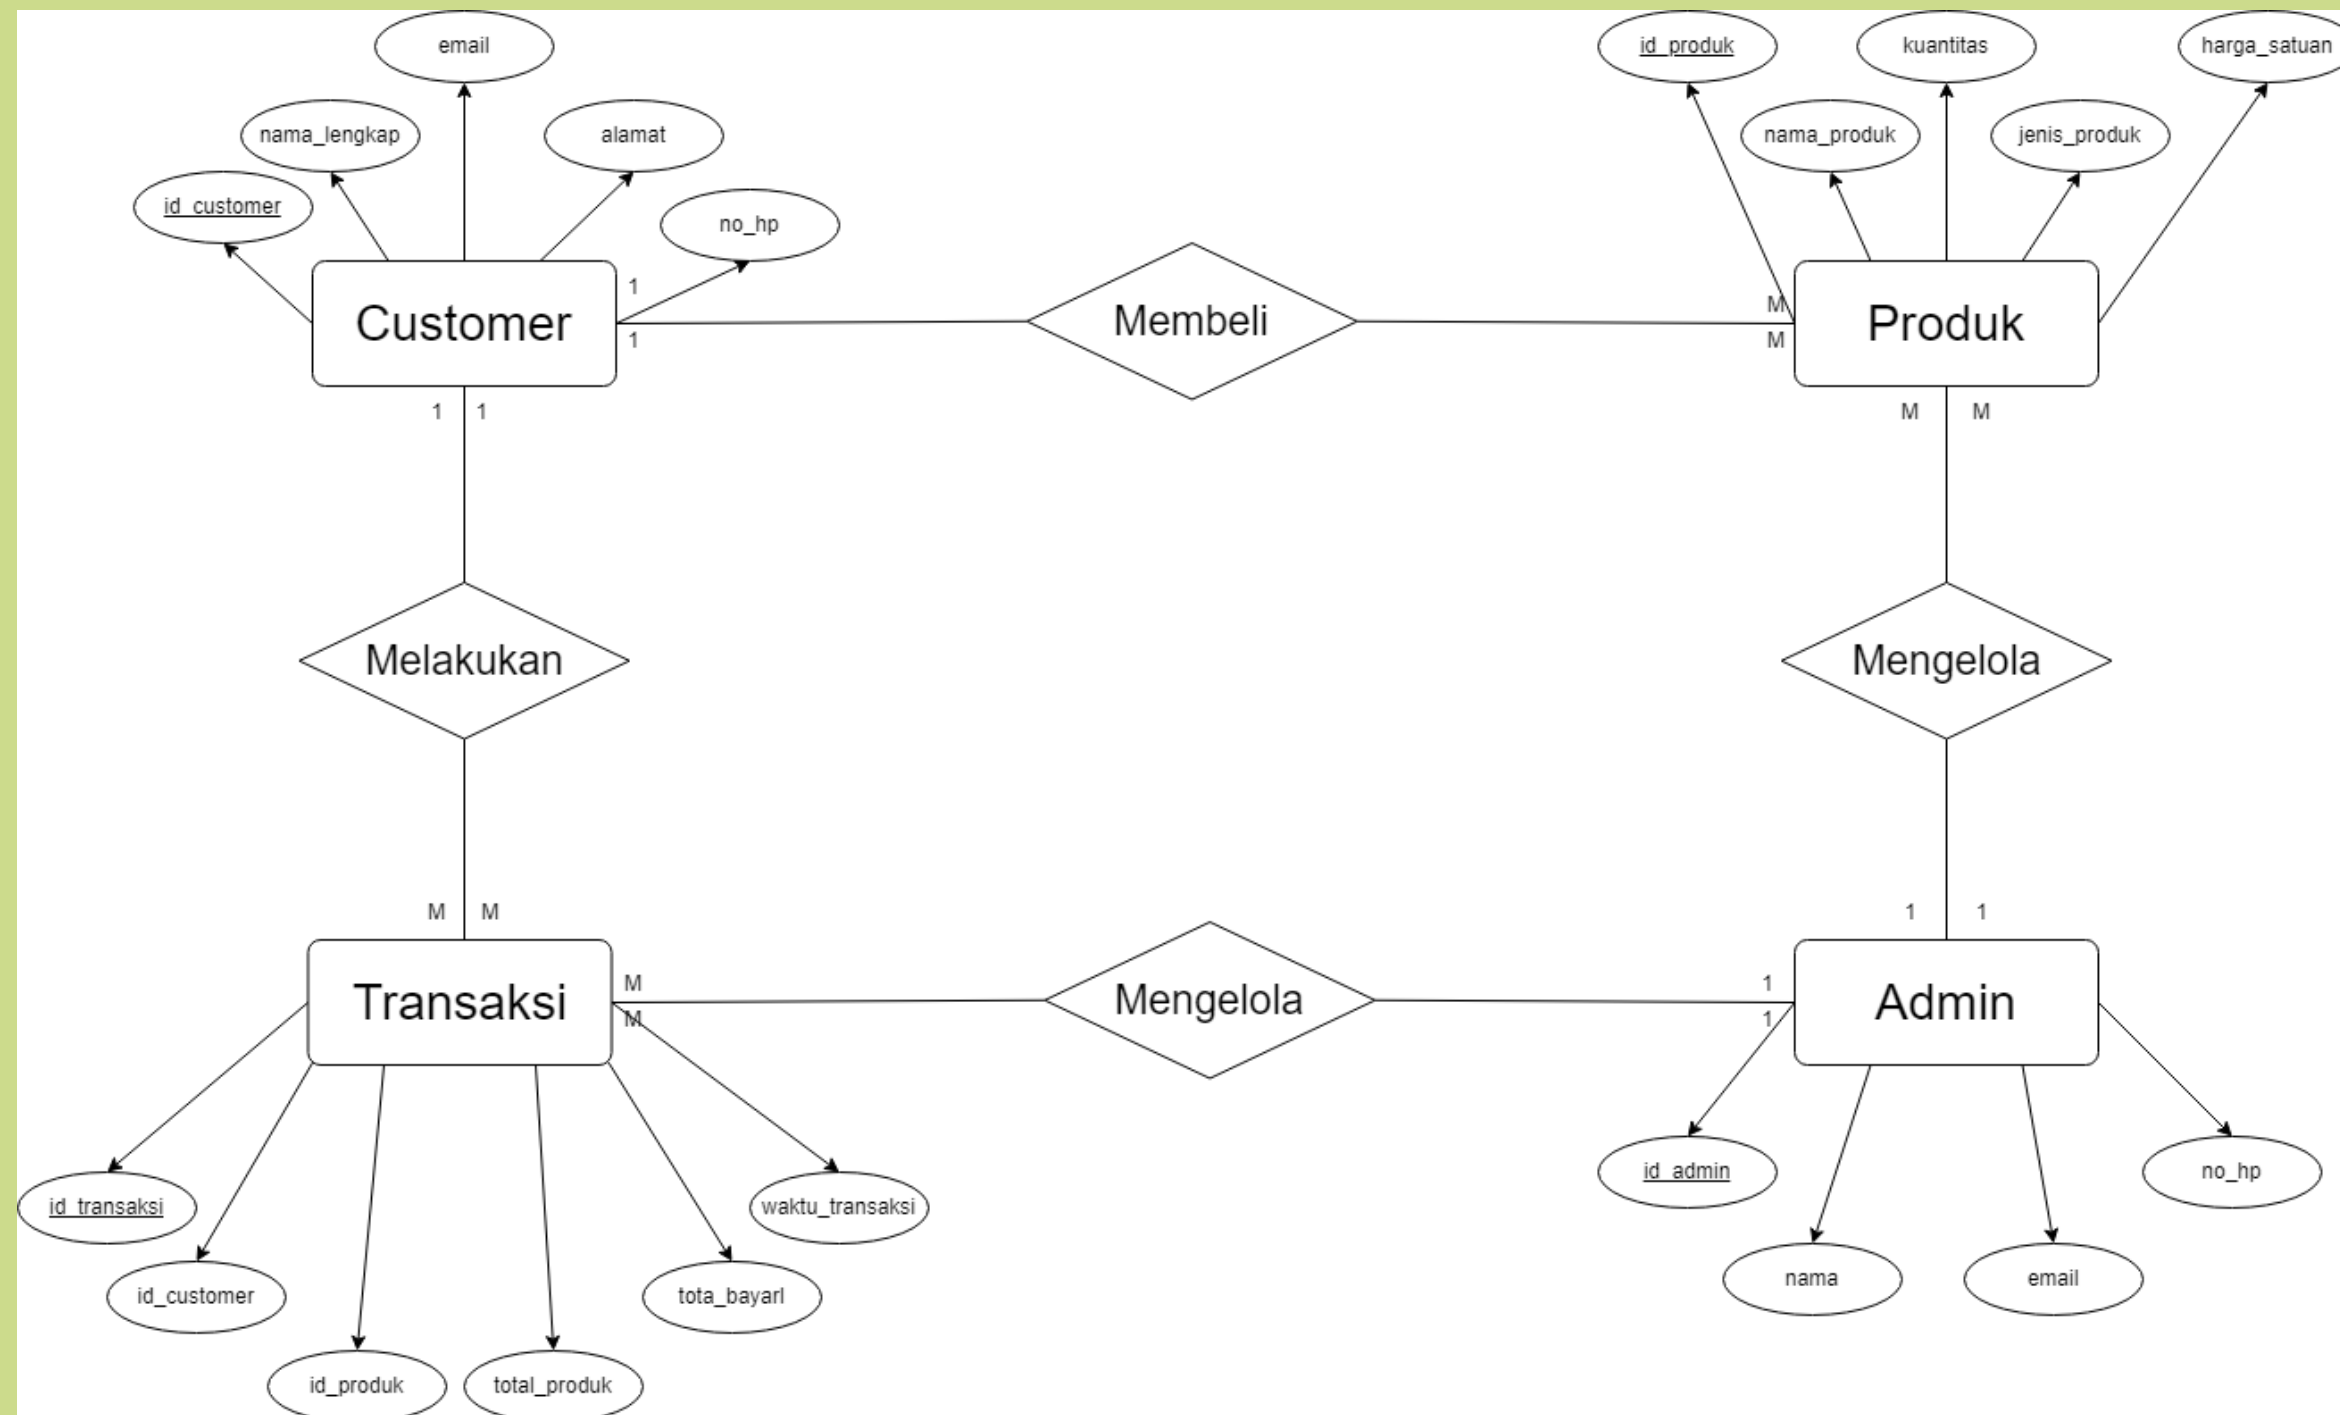 email
id_produk
kuantitas
harga_satuan
nama_lengkap
alamat
nama_produk
jenis_produk
id_customer
no_hp
1
M
Customer
Membeli
Produk
1
M
1 1
M M
Melakukan
Mengelola
M M
1 1
M
1
Transaksi
Mengelola
Admin
M
1
id_transaksi
waktu_transaksi
id_admin
no_hp
id_customer
tota_bayarl
nama
email
id_produk
total_produk